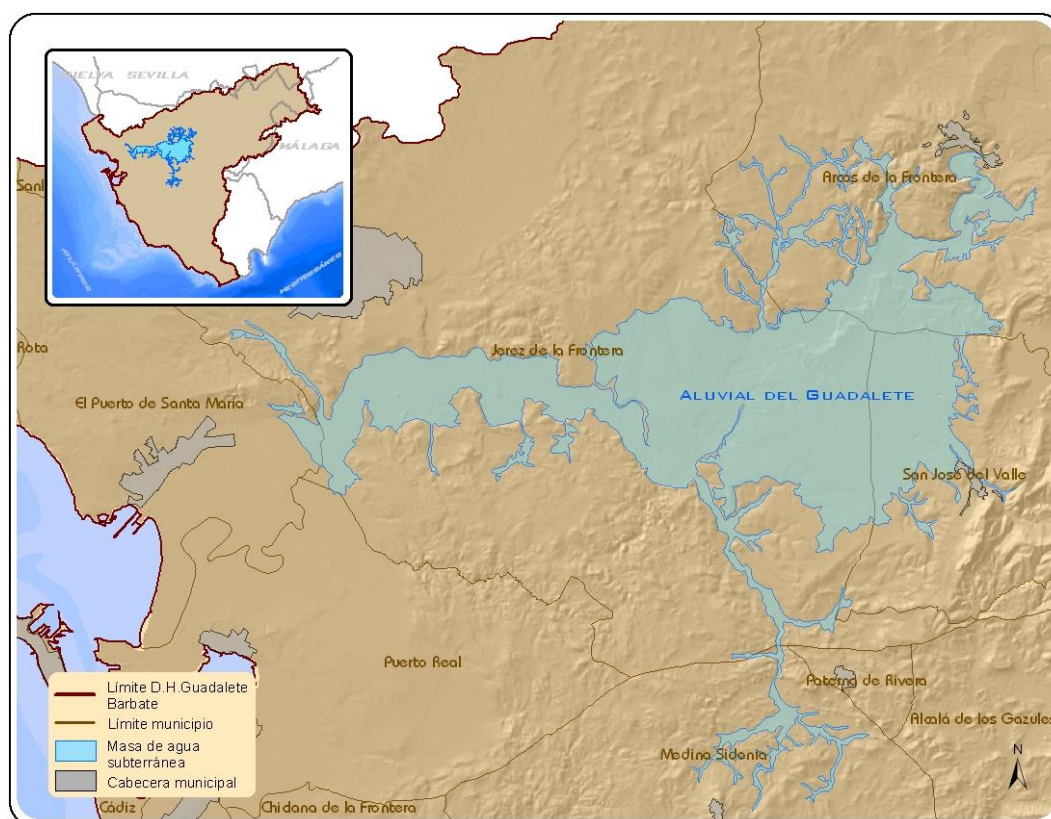 HUELVA SEVILLA
MÁLAGA
ATLÁNTICO
MEDITERRÁNEO
Arcos de la Frontera
Sanl
Rota
Jerez de la Frontera
El Puerto de Santa María
ALUVIAL DEL GUADALETE
San José del Valle
Puerto Real
Paterna de Rivera
Alcalá de los Gazules
Medina Sidonia
Límite D.H.Guadalete
Barbate
Límite municipio
Masa de agua
subterránea
Cabecera municipal
N
Cádiz
Chiclana de la Frontera